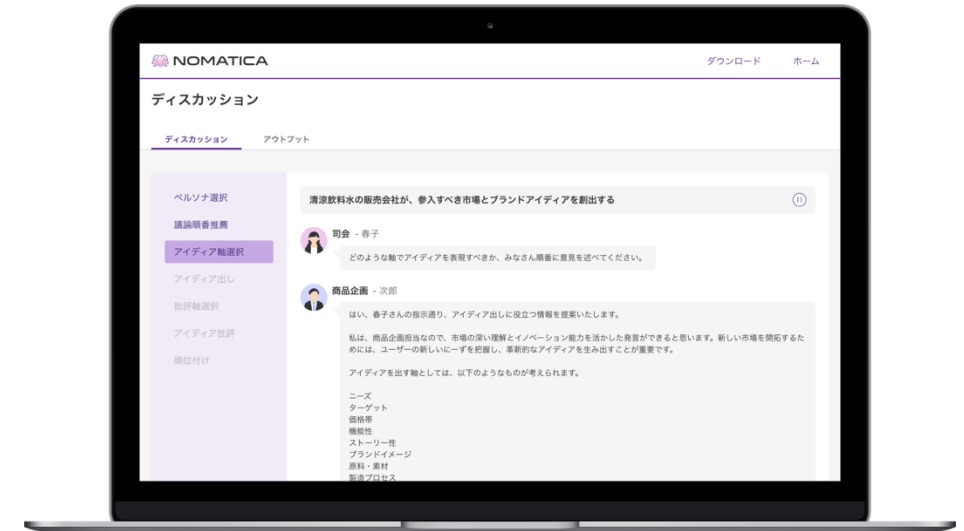 NOMATICA
ダウンロード
ホーム
ディスカッション
ディスカッション
アウトプット
ペルソナ選択
議論順番推薦
アイディア軸選択
アイディア出し
批評軸選択
アイディア批評
順位付け
清涼飲料水の販売会社が、参入すべき市場とブランドアイディアを創出する
司会 - 春子
どのような軸でアイディアを表現すべきか、みなさん順番に意見を述べてください。
商品企画 - 次郎
はい、春子さんの指示通り、アイディア出しに役立つ情報を提案いたします。
私は、商品企画担当なので、市場の深い理解とイノベーション能力を活かした発言ができると思います。新しい市場を開拓するた
めには、ユーザーの新しいにーずを把握し、革新的なアイディアを生み出すことが重要です。
アイディアを出す軸としては、以下のようなものが考えられます。
ニーズ
ターゲット
価格帯
機能性
ストーリー性
ブランドイメージ
原料・素材
製造プロセス